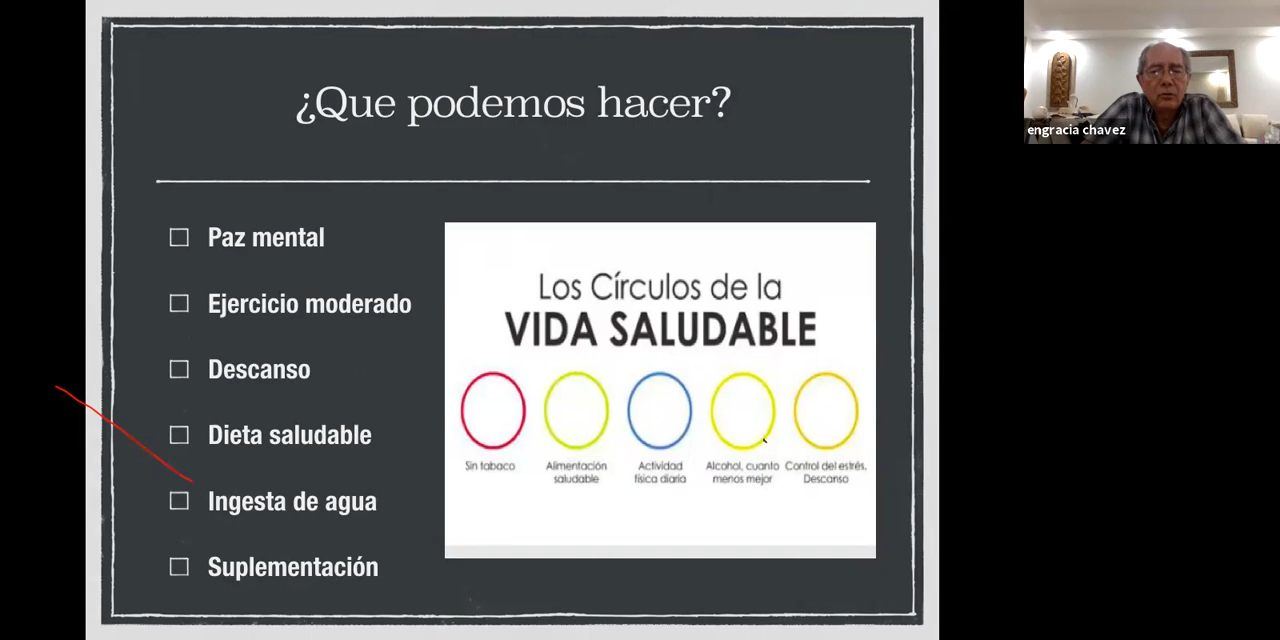 ¿Que podemos hacer?
Paz mental
Ejercicio moderado
Descanso
Dieta saludable
Ingesta de agua
Suplementación
Los Círculos de la
VIDA SALUDABLE
Sin tabaco
Alimentación
saludable
Actividad
física diaria
Alcohol, cuanto
menos mejor
Control del estrés.
Descanso
engracia chavez